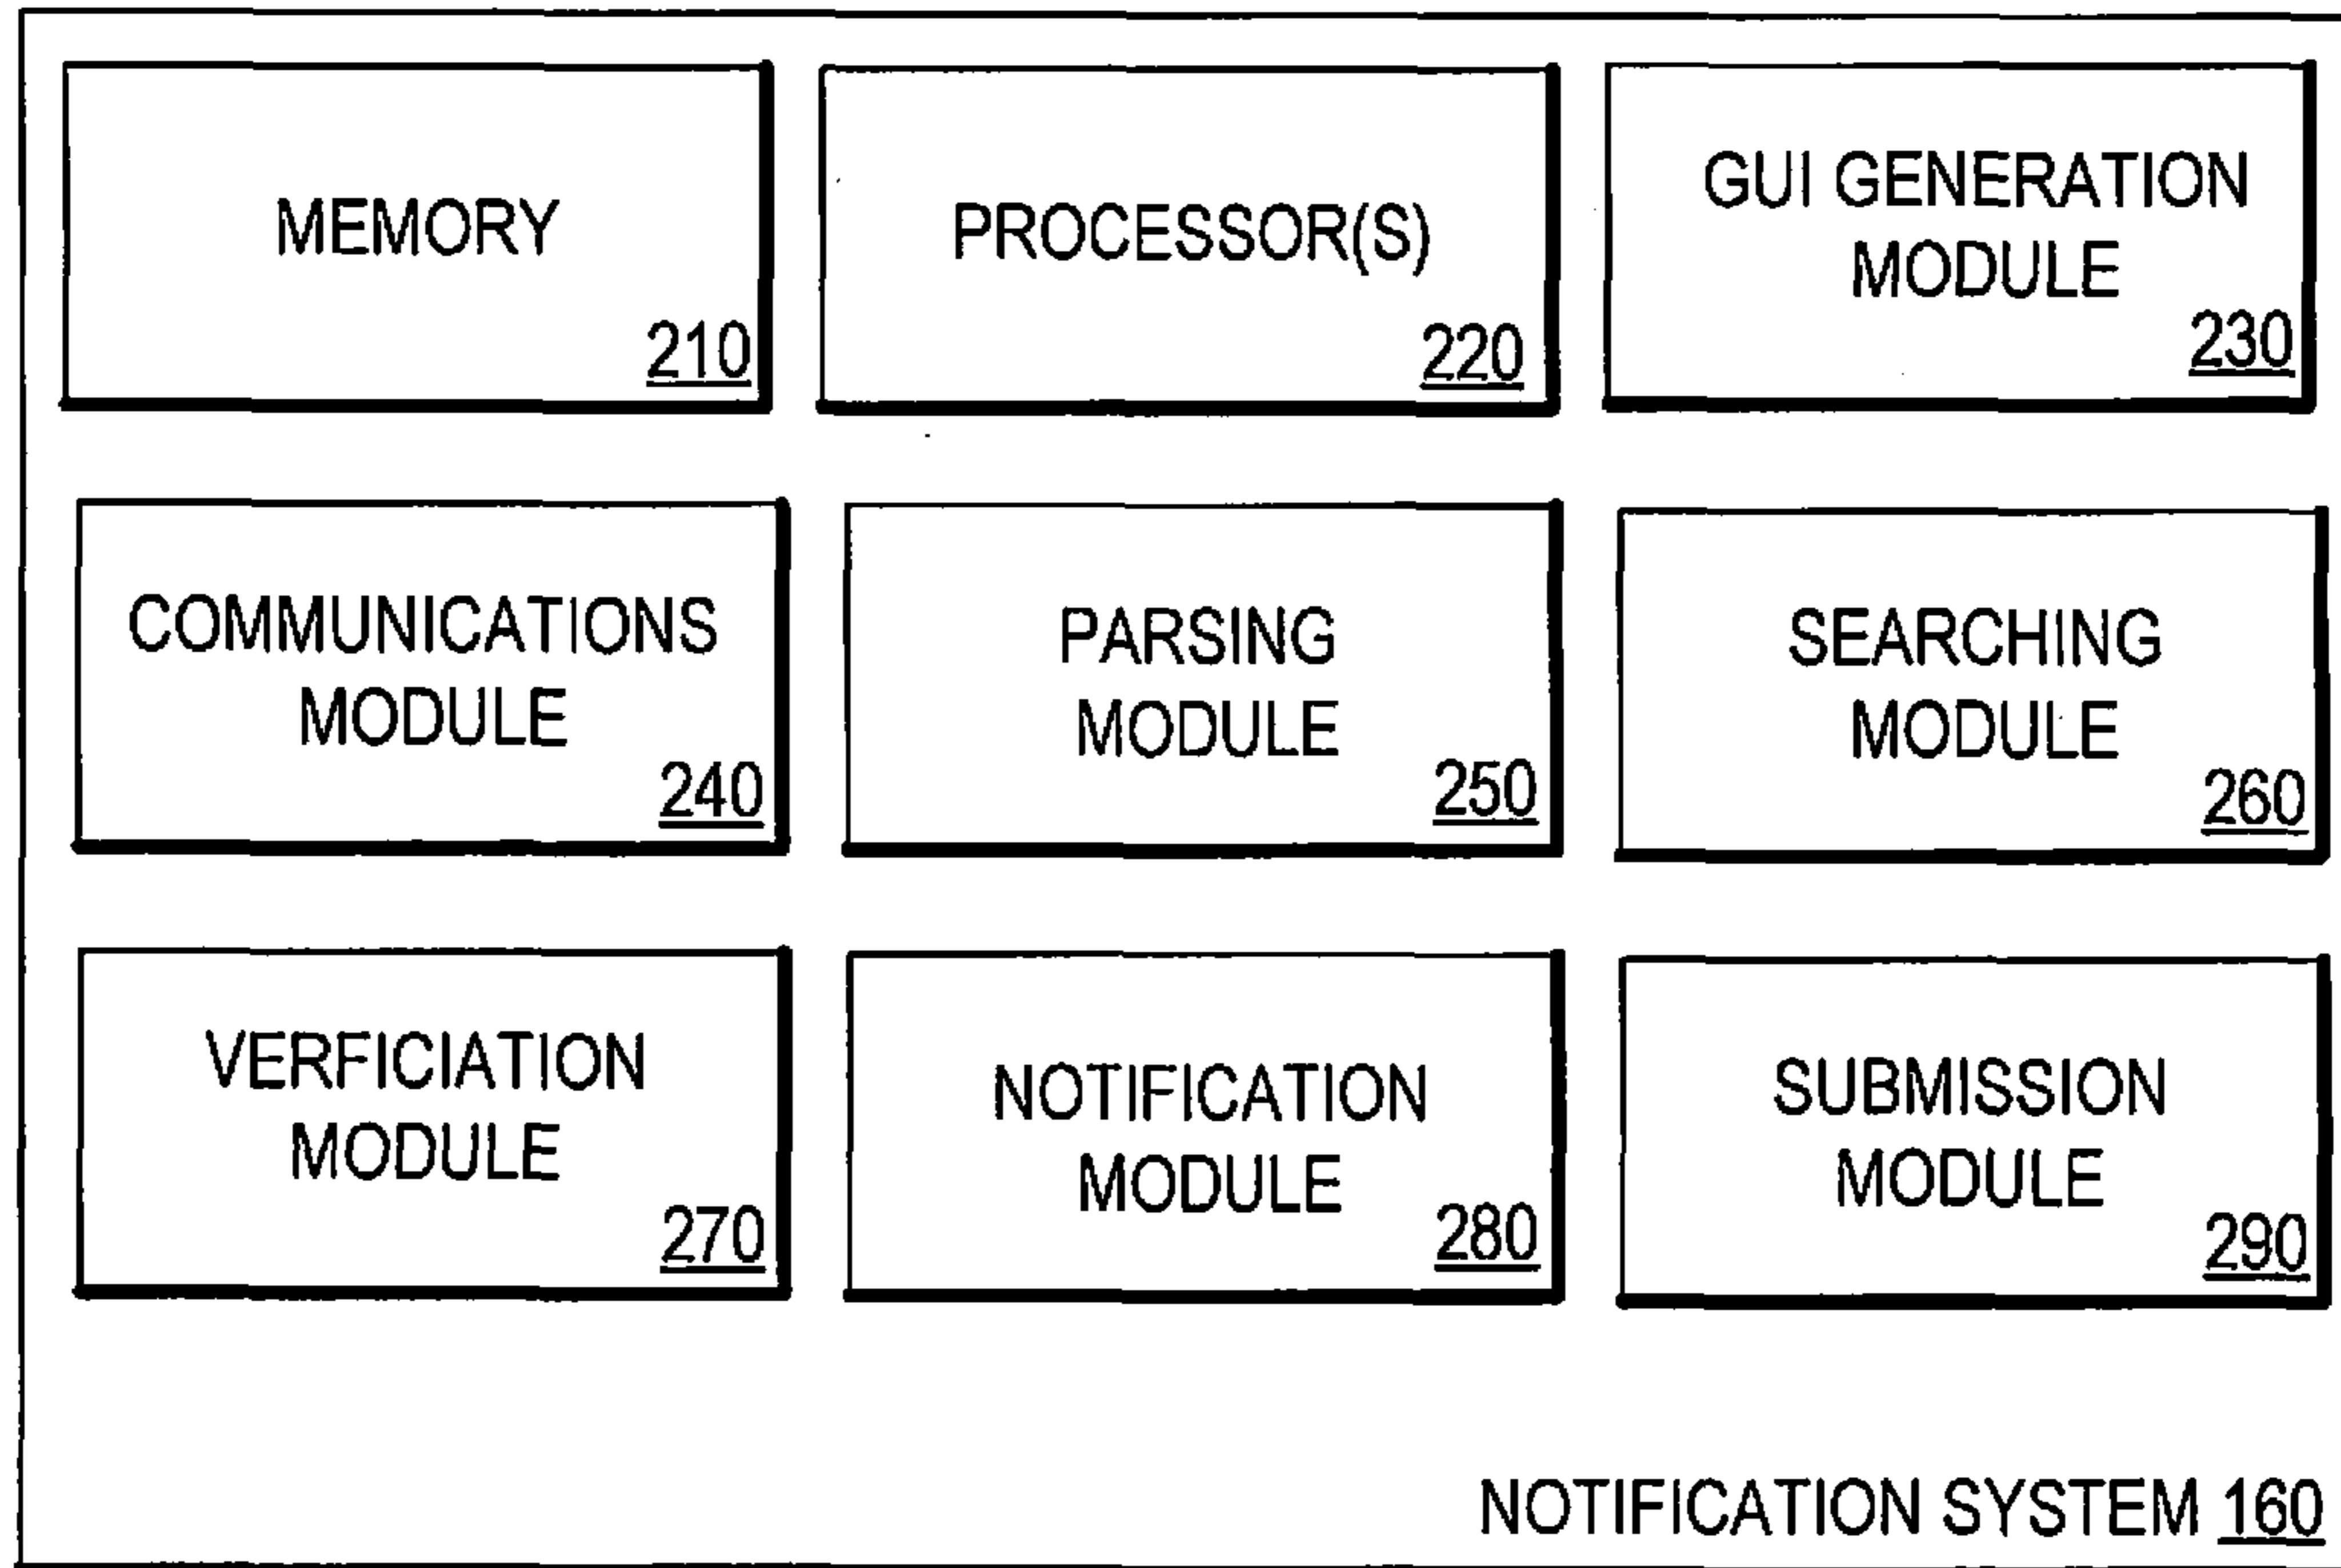 MEMORY
210
PROCESSOR(S)
220
GUI GENERATION
MODULE
230
COMMUNICATIONS
MODULE
240
PARSING
MODULE
250
SEARCHING
MODULE
260
VERFICIATION
MODULE
270
NOTIFICATION
MODULE
280
SUBMISSION
MODULE
290
NOTIFICATION SYSTEM 160